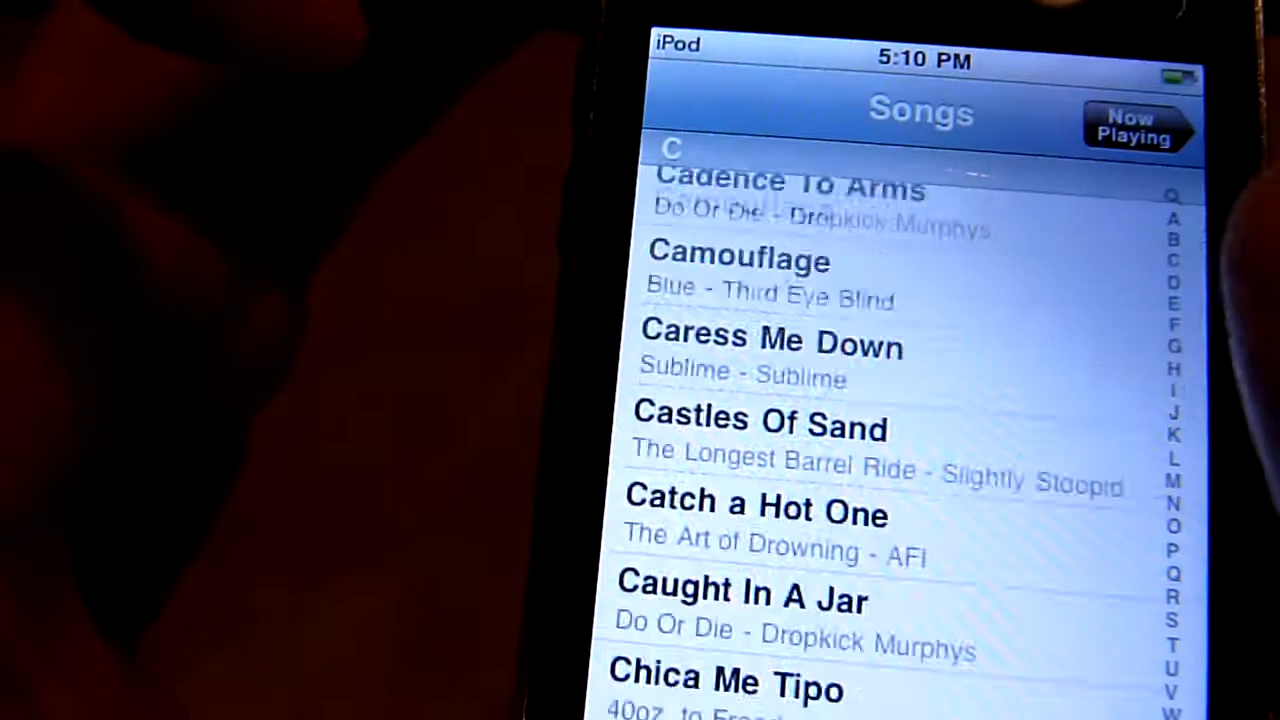 iPod
5:10 PM
Songs
Now
Playing
C
Cadence To Arms
Do Or Die - Dropkick Murphys
Camouflage
Blue - Third Eye Blind
Caress Me Down
Sublime - Sublime
Castles Of Sand
The Longest Barrel Ride - Slightly Stoopid
Catch a Hot One
The Art of Drowning - AFI
Caught In A Jar
Do Or Die - Dropkick Murphys
Chica Me Tipo
40oz. to
A
B
C
D
E
F
G
H
I
J
K
L
M
N
O
P
Q
R
S
T
U
V
W